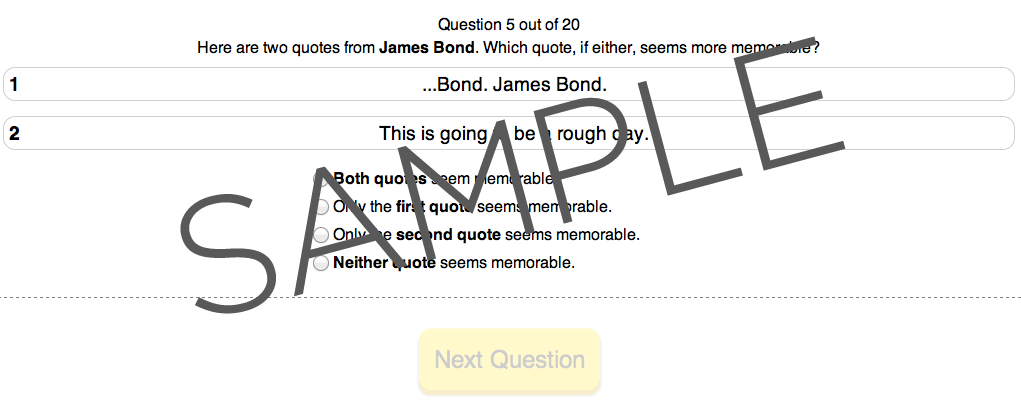 Question 5 out of 20
Here are two quotes from James Bond. Which quote, if either, seems more memorable?
1 ...Bond. James Bond.
2 This is going to be a rough day.
Both quotes seem memorable.
Only the first quote seems memorable.
Only the second quote seems memorable.
Neither quote seems memorable.
SAMPLE
Next Question